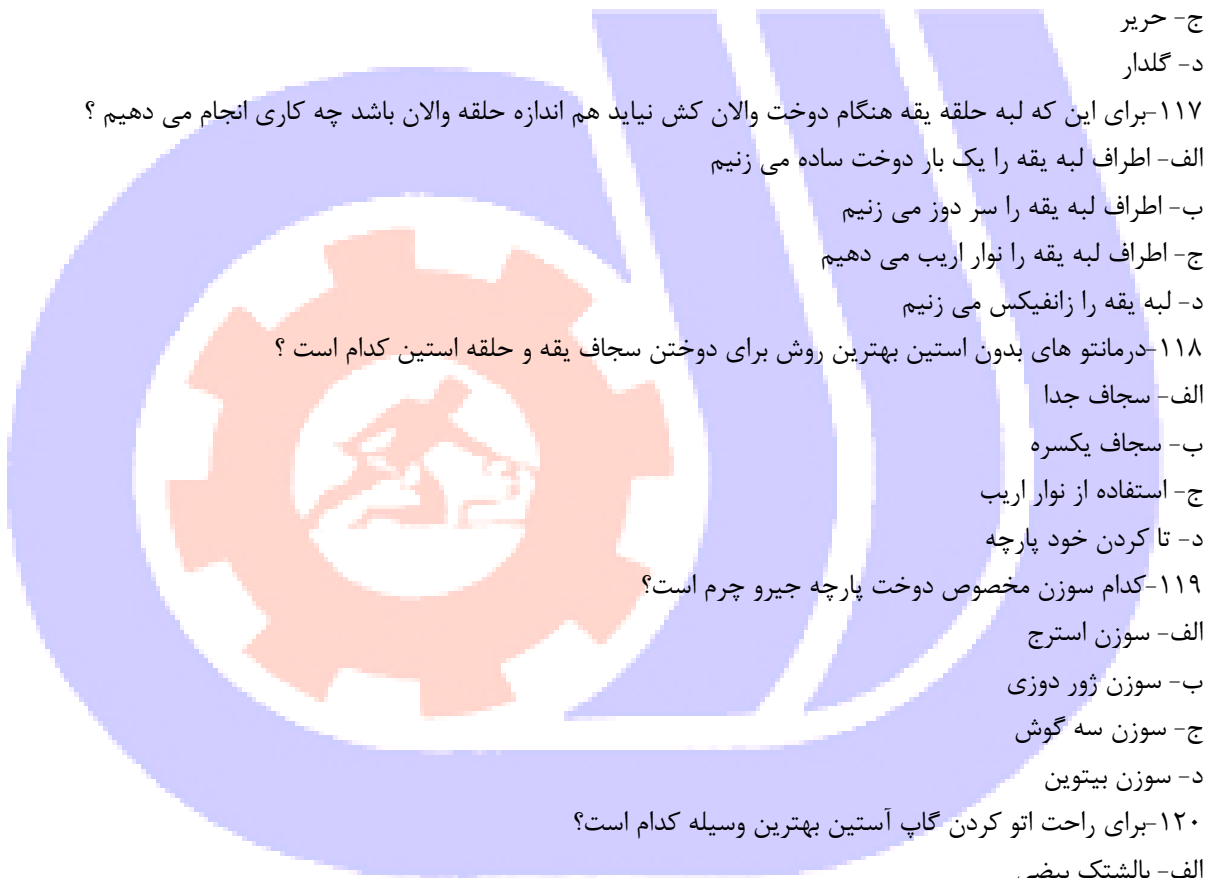 ج- حریر
د- گلدار
۱۱۷-برای این که لبه حلقه یقه هنگام دوخت والان کش نیاید هم اندازه حلقه والان باشد چه کاری انجام می دهیم ؟
الف- اطراف لبه یقه را یک بار دوخت ساده می زنیم
ب- اطراف لبه یقه را سر دوز می زنیم
ج- اطراف لبه یقه را نوار اریب می دهیم
د- لبه یقه را زانفیکس می زنیم
۱۱۸-درمانتو های بدون استین بهترین روش برای دوختن سجاف یقه و حلقه استین کدام است ؟
الف- سجاف جدا
ب- سجاف یکسره
ج- استفاده از نوار اریب
د- تا کردن خود پارچه
۱۱۹-کدام سوزن مخصوص دوخت پارچه جیرو چرم است؟
الف- سوزن استرج
ب- سوزن ژور دوزی
ج- سوزن سه گوش
د- سوزن بیتوین
۱۲۰-برای راحت اتو کردن گاپ آستین بهترین وسیله کدام است؟
الف- بالشتک بیضی